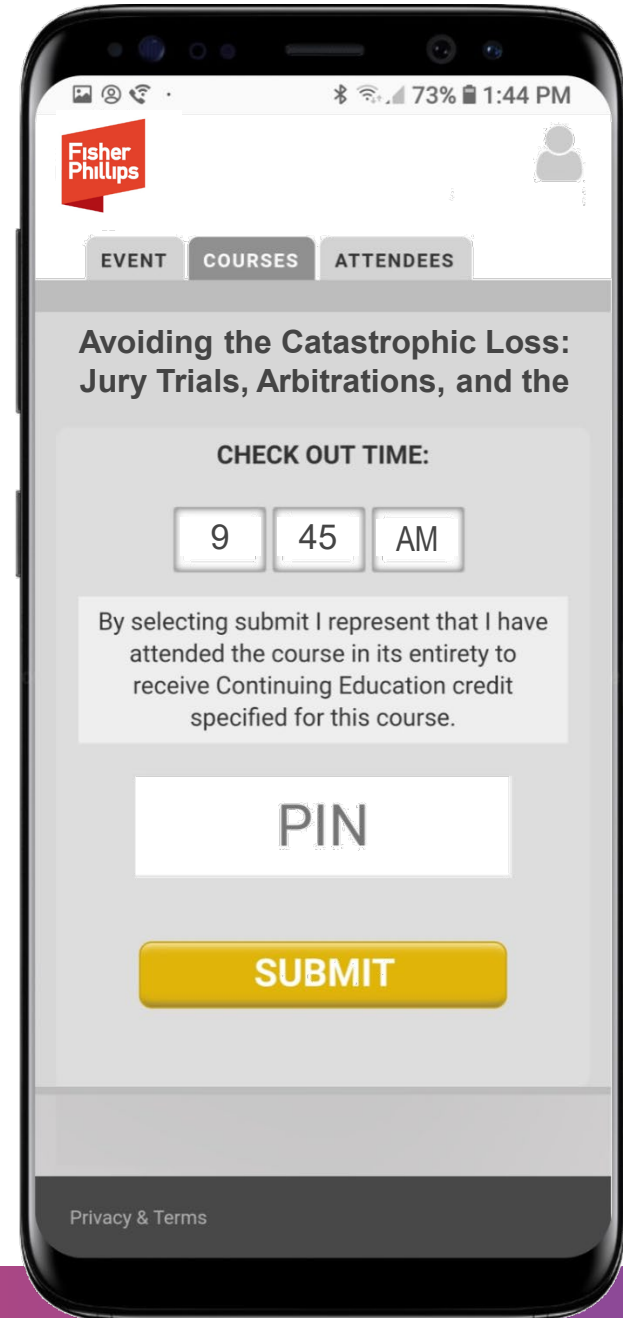 73% 1:44 PM
Fisher
Phillips
EVENT COURSES ATTENDEES
Avoiding the Catastrophic Loss:
Jury Trials, Arbitrations, and the
CHECK OUT TIME:
9 45 AM
By selecting submit I represent that I have
attended the course in its entirety to
receive Continuing Education credit
specified for this course.
PIN
SUBMIT
Privacy & Terms